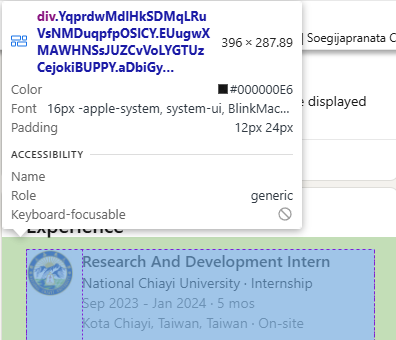 div.YqprdwMdlHkSDMqLRu
VsNMDuqpfpOSICY.EUugwX
MAWHNSsJUZCvVoLYGTUz
CejokiBUPPY.aDbiGy...
396 × 287.89
Color #000000E6
Font 16px -apple-system, system-ui, BlinkMac...
Padding 12px 24px
ACCESSIBILITY
Name
Role generic
Keyboard-focusable
| Soegijapranata C
e displayed
Experience
Research And Development Intern
National Chiayi University · Internship
Sep 2023 - Jan 2024 · 5 mos
Kota Chiayi, Taiwan, Taiwan · On-site